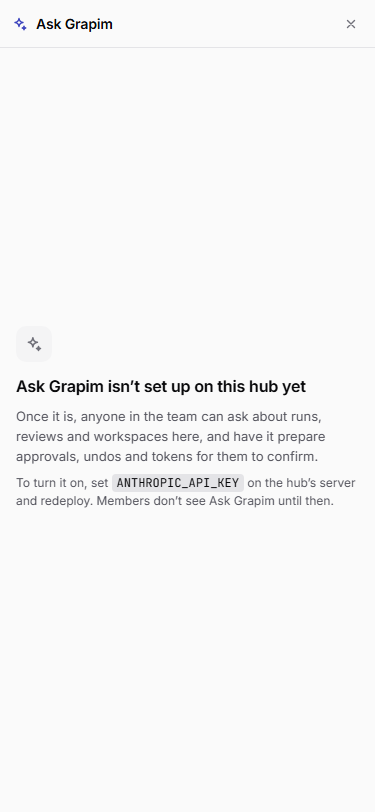 Ask Grapim
Ask Grapim isn’t set up on this hub yet
Once it is, anyone in the team can ask about runs,
reviews and workspaces here, and have it prepare
approvals, undos and tokens for them to confirm.
To turn it on, set ANTHROPIC_API_KEY on the hub’s server
and redeploy. Members don’t see Ask Grapim until then.